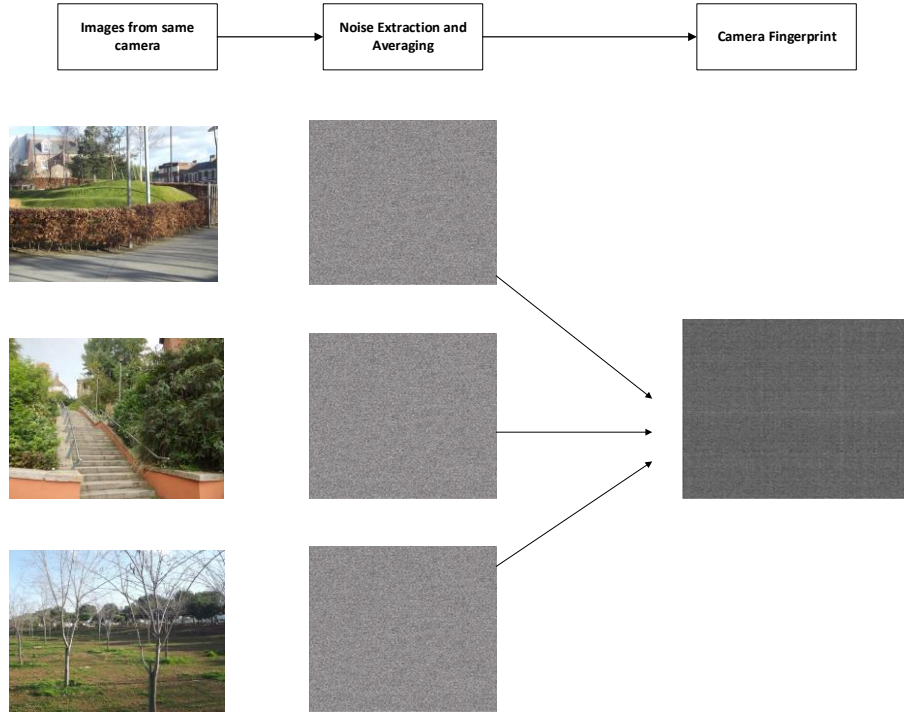 Images from same
camera
Noise Extraction and
Averaging
Camera Fingerprint